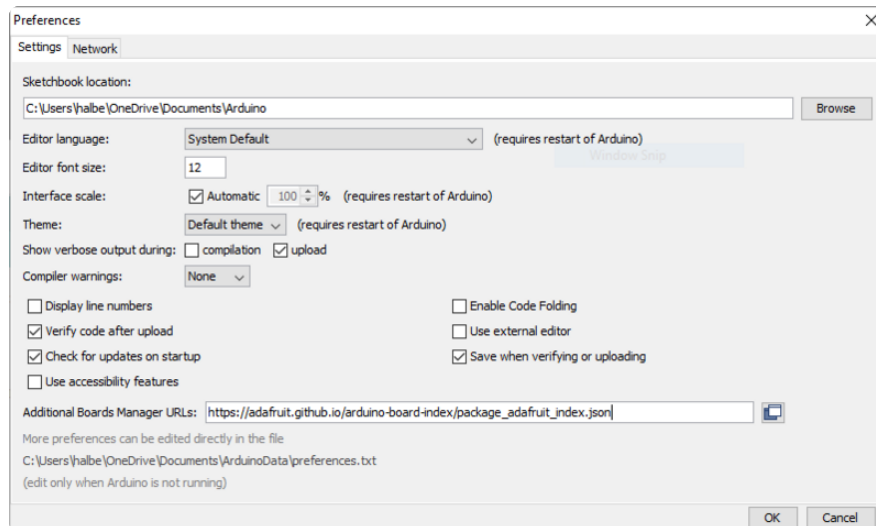 Preferences
Settings Network
Sketchbook location:
C:\Users\halbe\OneDrive\Documents\Arduino Browse
Editor language: System Default (requires restart of Arduino)
Window Snip
Editor font size: 12
Interface scale: Automatic 100 % (requires restart of Arduino)
Theme: Default theme (requires restart of Arduino)
Show verbose output during: compilation upload
Compiler warnings: None
Display line numbers Enable Code Folding
Verify code after upload Use external editor
Check for updates on startup Save when verifying or uploading
Use accessibility features
Additional Boards Manager URLs: https://adafruit.github.io/arduino-board-index/package_adafruit_index.json
More preferences can be edited directly in the file
C:\Users\halbe\OneDrive\Documents\ArduinoData\preferences.txt
(edit only when Arduino is not running)
OK Cancel